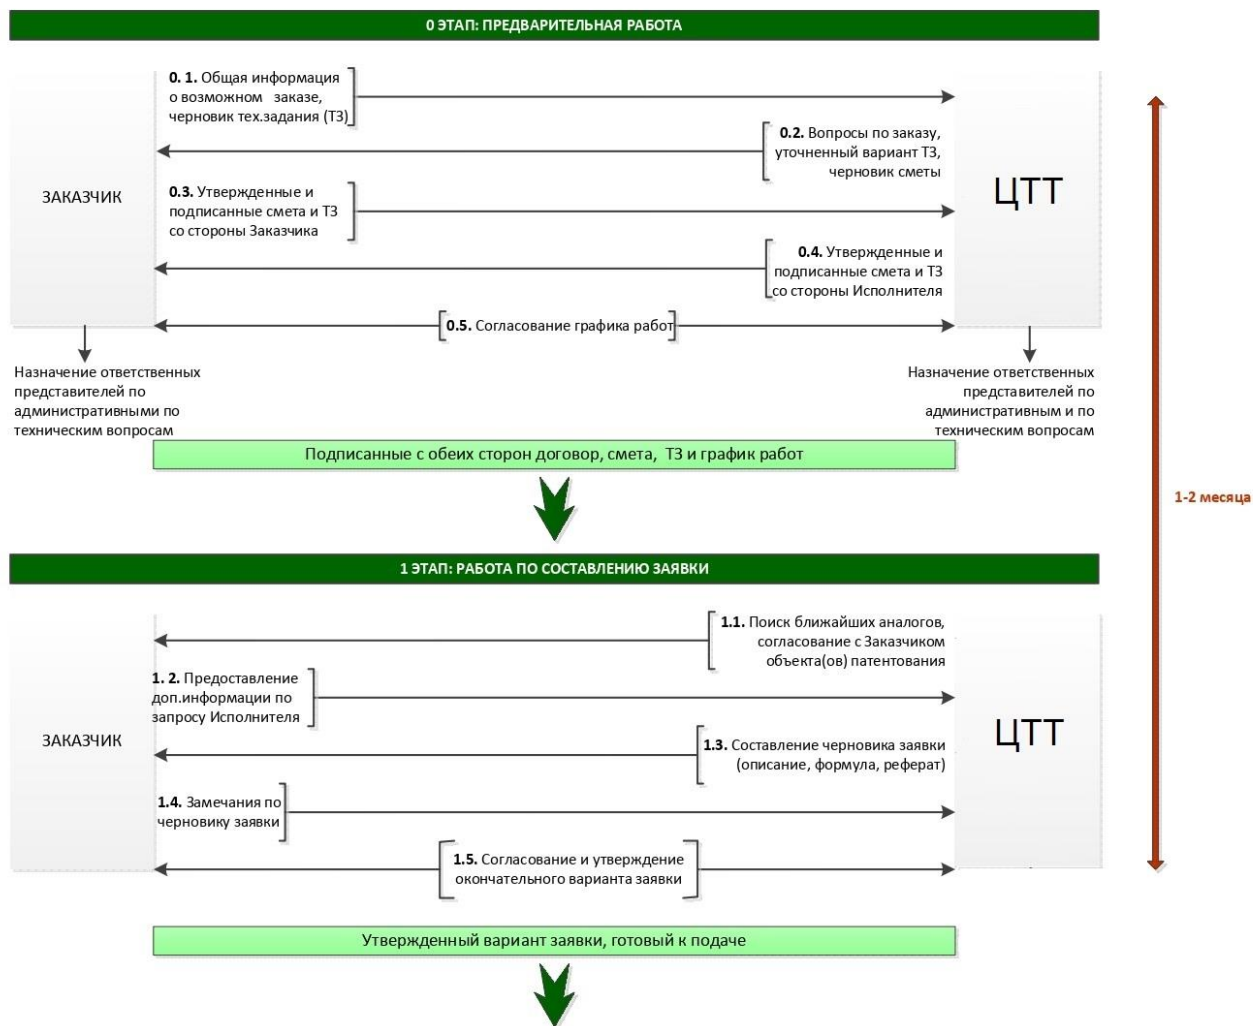 0 ЭТАП: ПРЕДВАРИТЕЛЬНАЯ РАБОТА
0. 1. Общая информация
о возможном заказе,
черновик тех.задания (ТЗ)
0.2. Вопросы по заказу,
уточненный вариант ТЗ,
черновик сметы
ЗАКАЗЧИК
ЦТТ
0.3. Утвержденные и
подписанные смета и ТЗ
со стороны Заказчика
0.4. Утвержденные и
подписанные смета и ТЗ
со стороны Исполнителя
0.5. Согласование графика работ
Назначение ответственных
представителей по
административными по
техническим вопросам
Назначение ответственных
представителей по
административным и по
техническим вопросам
Подписанные с обеих сторон договор, смета, ТЗ и график работ
1-2 месяца
1 ЭТАП: РАБОТА ПО СОСТАВЛЕНИЮ ЗАЯВКИ
1.1. Поиск ближайших аналогов,
согласование с Заказчиком
объекта(ов) патентования
1. 2. Предоставление
доп.информации по
запросу Исполнителя
ЗАКАЗЧИК
ЦТТ
1.3. Составление черновика заявки
(описание, формула, реферат)
1.4. Замечания по
черновику заявки
1.5. Согласование и утверждение
окончательного варианта заявки
Утвержденный вариант заявки, готовый к подаче